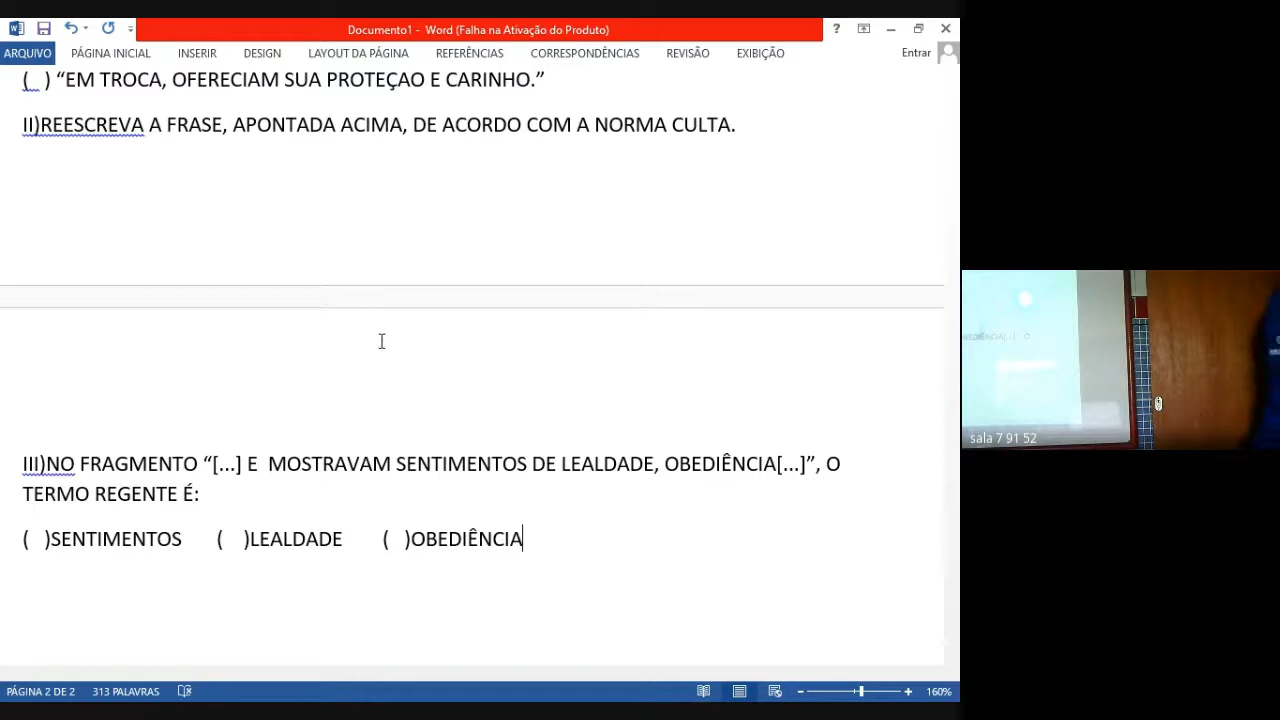 Documento1 - Word (Falha na Ativação do Produto)
ARQUIVO PÁGINA INICIAL INSERIR DESIGN LAYOUT DA PÁGINA REFERÊNCIAS CORRESPONDÊNCIAS REVISÃO EXIBIÇÃO Entrar
( ) “EM TROCA, OFERECIAM SUA PROTEÇAO E CARINHO.”
II)REESCREVA A FRASE, APONTADA ACIMA, DE ACORDO COM A NORMA CULTA.
III)NO FRAGMENTO “[...] E MOSTRAVAM SENTIMENTOS DE LEALDADE, OBEDIÊNCIA[...]”, O
TERMO REGENTE É:
( )SENTIMENTOS ( )LEALDADE ( )OBEDIÊNCIA
sala 7 91 52
PÁGINA 2 DE 2 313 PALAVRAS 160%